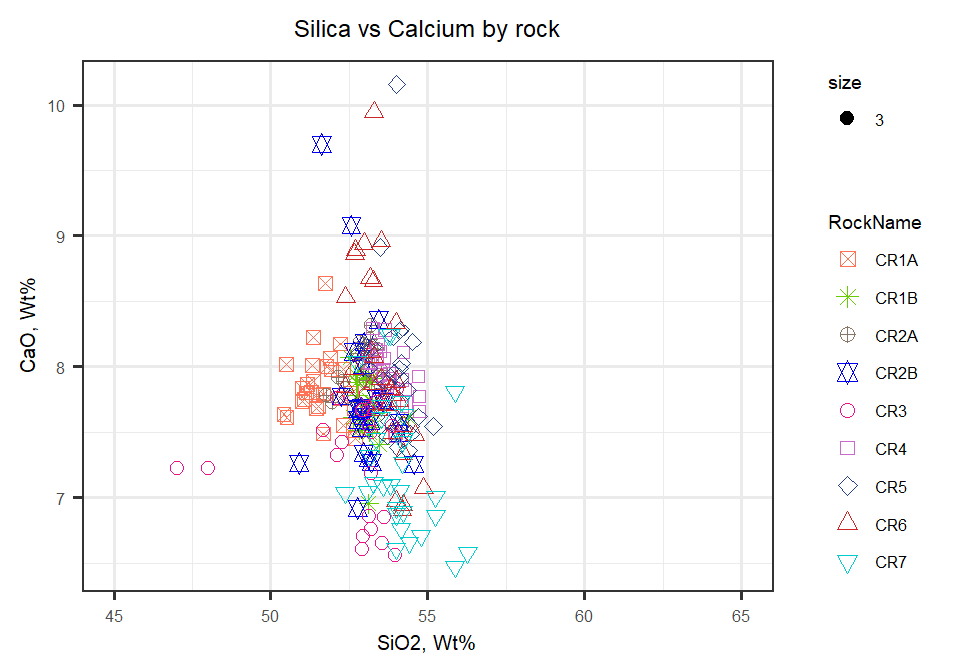 Silica vs Calcium by rock
CaO, Wt%
10
9
8
7
45
50
55
60
65
SiO2, Wt%
size
3
RockName
CR1A
CR1B
CR2A
CR2B
CR3
CR4
CR5
CR6
CR7